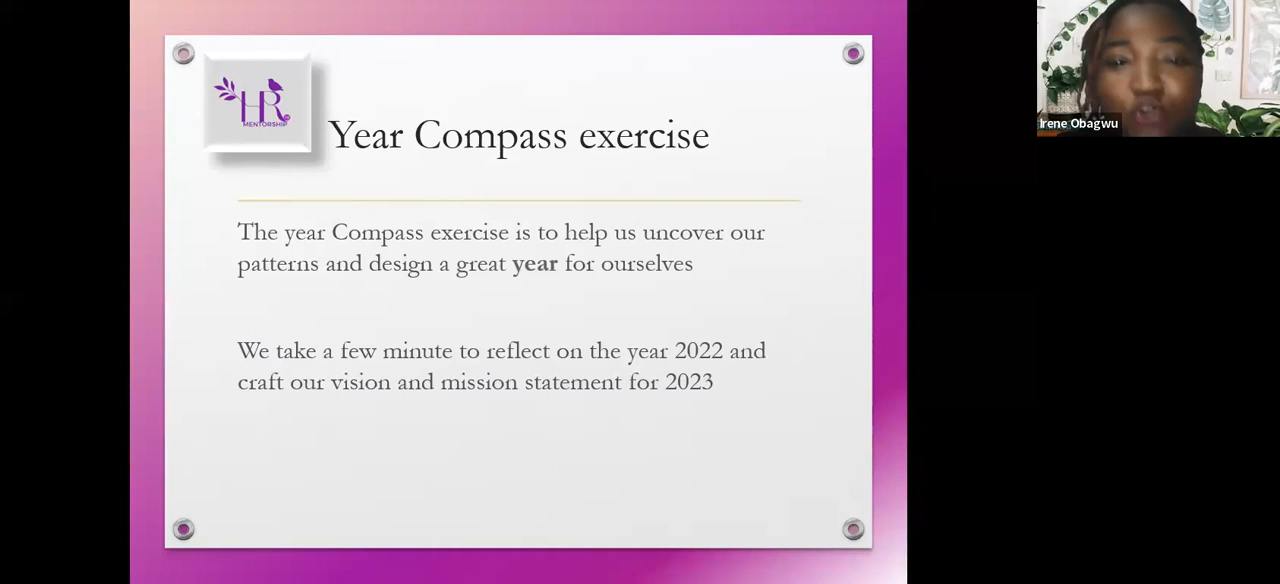 HR
MENTORSHIP
Year Compass exercise
The year Compass exercise is to help us uncover our
patterns and design a great year for ourselves
We take a few minute to reflect on the year 2022 and
craft our vision and mission statement for 2023
Irene Obagwu